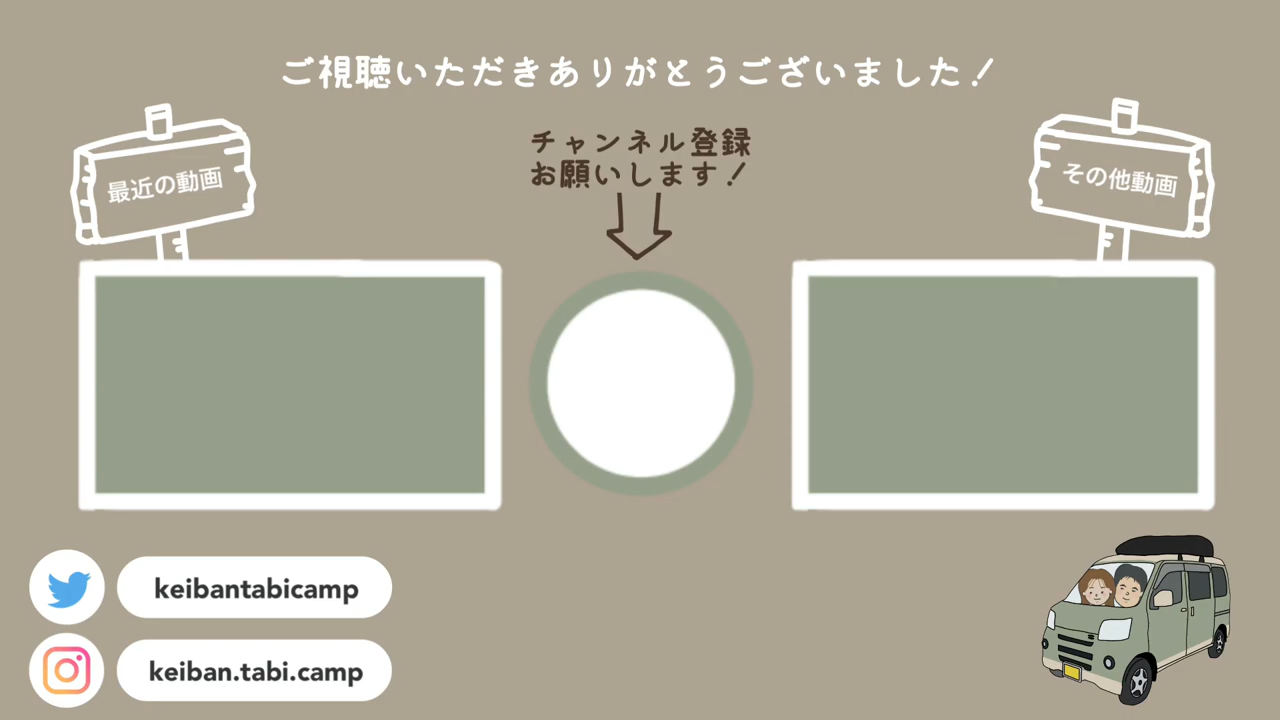 ご視聴いただきありがとうございました!
チャンネル登録
お願いします!
最近の動画
その他動画
keibantabicamp
keiban.tabi.camp